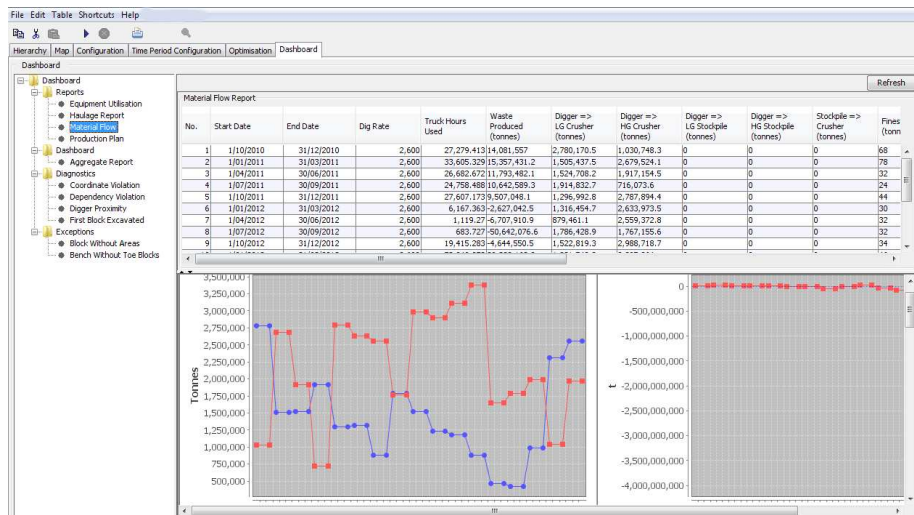 File Edit Table Shortcuts Help
Hierarchy Map Configuration Time Period Configuration Optimisation Dashboard
Dashboard
Dashboard
Reports
Equipment Utilisation
Haulage Report
Material Flow
Production Plan
Dashboard
Aggregate Report
Diagnostics
Coordinate Violation
Dependency Violation
Digger Proximity
First Block Excavated
Exceptions
Block Without Areas
Bench Without Toe Blocks
Refresh
Material Flow Report
No. Start Date End Date Dig Rate Truck Hours Used Waste Produced (tonnes) Digger => LG Crusher (tonnes) Digger => HG Crusher (tonnes) Digger => LG Stockpile (tonnes) Digger => HG Stockpile (tonnes) Stockpile => Crusher (tonnes) Fines (tonn
1 1/10/2010 31/12/2010 2,600 27,279.413 14,081,557 2,780,170.5 1,030,748.3 0 0 0 68
2 1/01/2011 31/03/2011 2,600 33,605.329 15,357,431.2 1,505,437.5 2,679,524.1 0 0 0 78
3 1/04/2011 30/06/2011 2,600 26,682.672 11,793,482.1 1,524,708.2 1,917,154.5 0 0 0 32
4 1/07/2011 30/09/2011 2,600 24,758.488 10,642,589.3 1,914,832.7 716,073.6 0 0 0 24
5 1/10/2011 31/12/2011 2,600 27,607.173 9,507,048.1 1,296,992.8 2,787,894.4 0 0 0 44
6 1/01/2012 31/03/2012 2,600 6,167.363 -2,627,042.5 1,316,454.7 2,633,973.5 0 0 0 30
7 1/04/2012 30/06/2012 2,600 1,119.27 -6,707,910.9 879,461.1 2,559,372.8 0 0 0 32
8 1/07/2012 30/09/2012 2,600 683.727 -50,642,076.6 1,786,428.9 1,767,155.6 0 0 0 32
9 1/10/2012 31/12/2012 2,600 19,415.283 -4,644,550.5 1,522,819.3 2,988,718.7 0 0 0 34
Tonnes
3,500,000
3,250,000
3,000,000
2,750,000
2,500,000
2,250,000
2,000,000
1,750,000
1,500,000
1,250,000
1,000,000
750,000
500,000
t
0
-500,000,000
-1,000,000,000
-1,500,000,000
-2,000,000,000
-2,500,000,000
-3,000,000,000
-3,500,000,000
-4,000,000,000